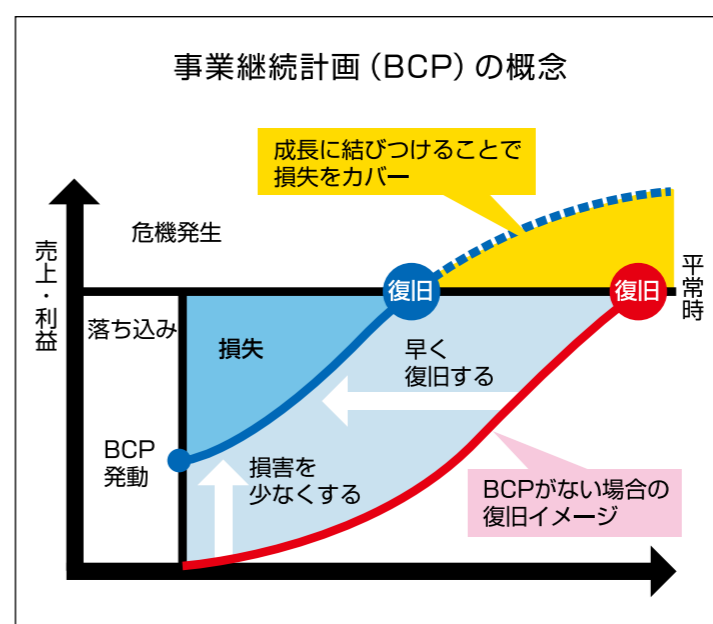 事業継続計画（BCP）の概念
成長に結びつけることで
損失をカバー
売上・利益
危機発生
平常時
復旧
復旧
落ち込み
損失
早く
復旧する
BCP
発動
損害を
少なくする
BCPがない場合の
復旧イメージ